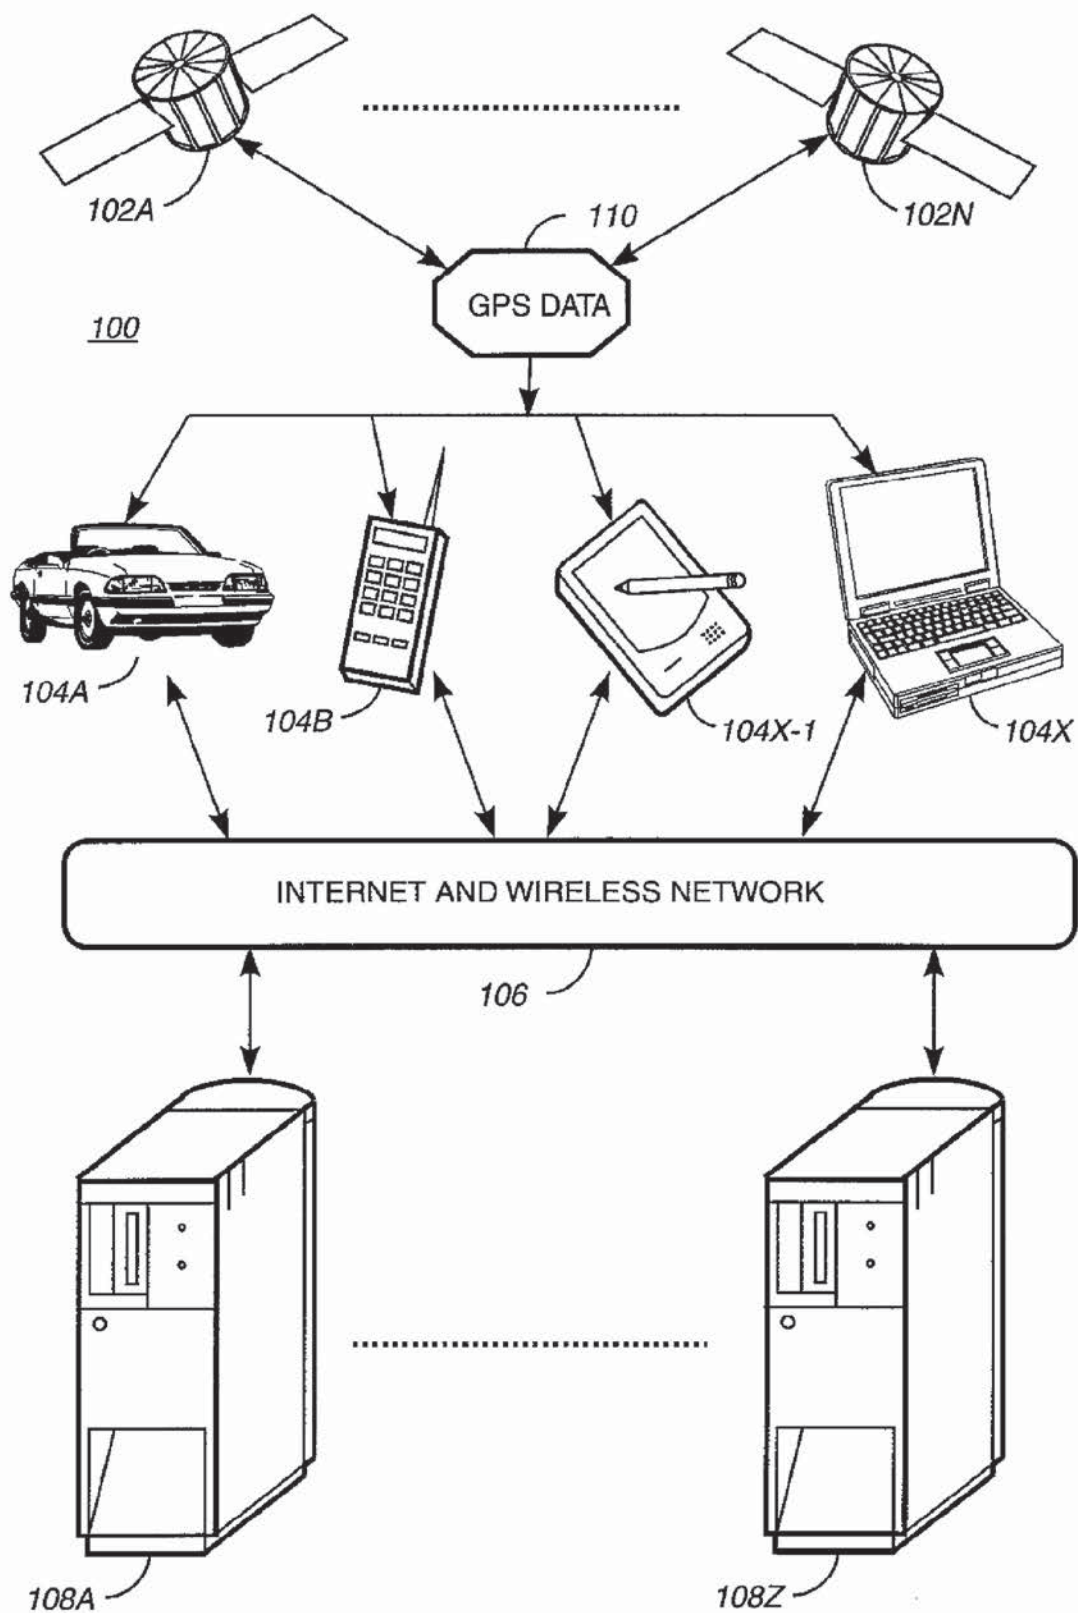 102A
102N
110
GPS DATA
100
104A
104B
104X-1
104X
INTERNET AND WIRELESS NETWORK
106
108A
108Z